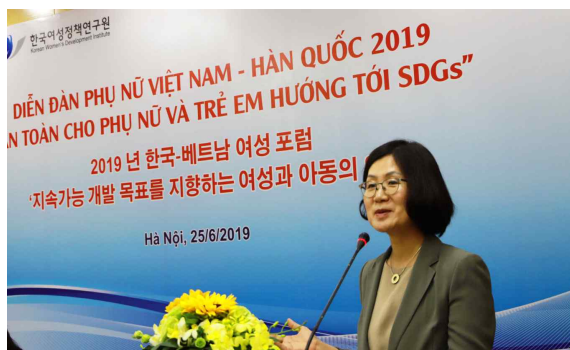 한국여성정책연구원
Korean Women's Development Institute
DIỄN ĐÀN PHỤ NỮ VIỆT NAM - HÀN QUỐC 2019
TOÀN CHO PHỤ NỮ VÀ TRẺ EM HƯỚNG TỚI SDGs”
2019 년 한국-베트남 여성 포럼
‘지속가능 개발 목표를 지향하는 여성과 아동의
Hà Nội, 25/6/2019